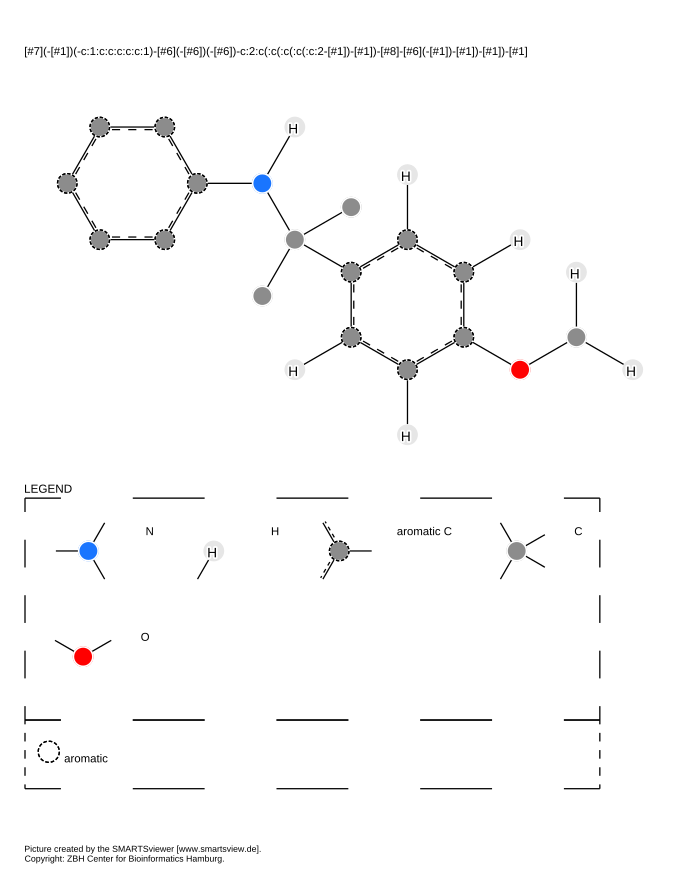 [#7](-[#1])(-c:1:c:c:c:c:c:1)-[#6](-[#6])(-[#6])-c:2:c(:c(:c(:c(:c:2-[#1])-[#1])-[#8]-[#6](-[#1])-[#1])-[#1])-[#1]
H
H
H
H
H
H
H
LEGEND
N
H
aromatic C
C
H
O
aromatic
Picture created by the SMARTSviewer [www.smartsview.de].
Copyright: ZBH Center for Bioinformatics Hamburg.